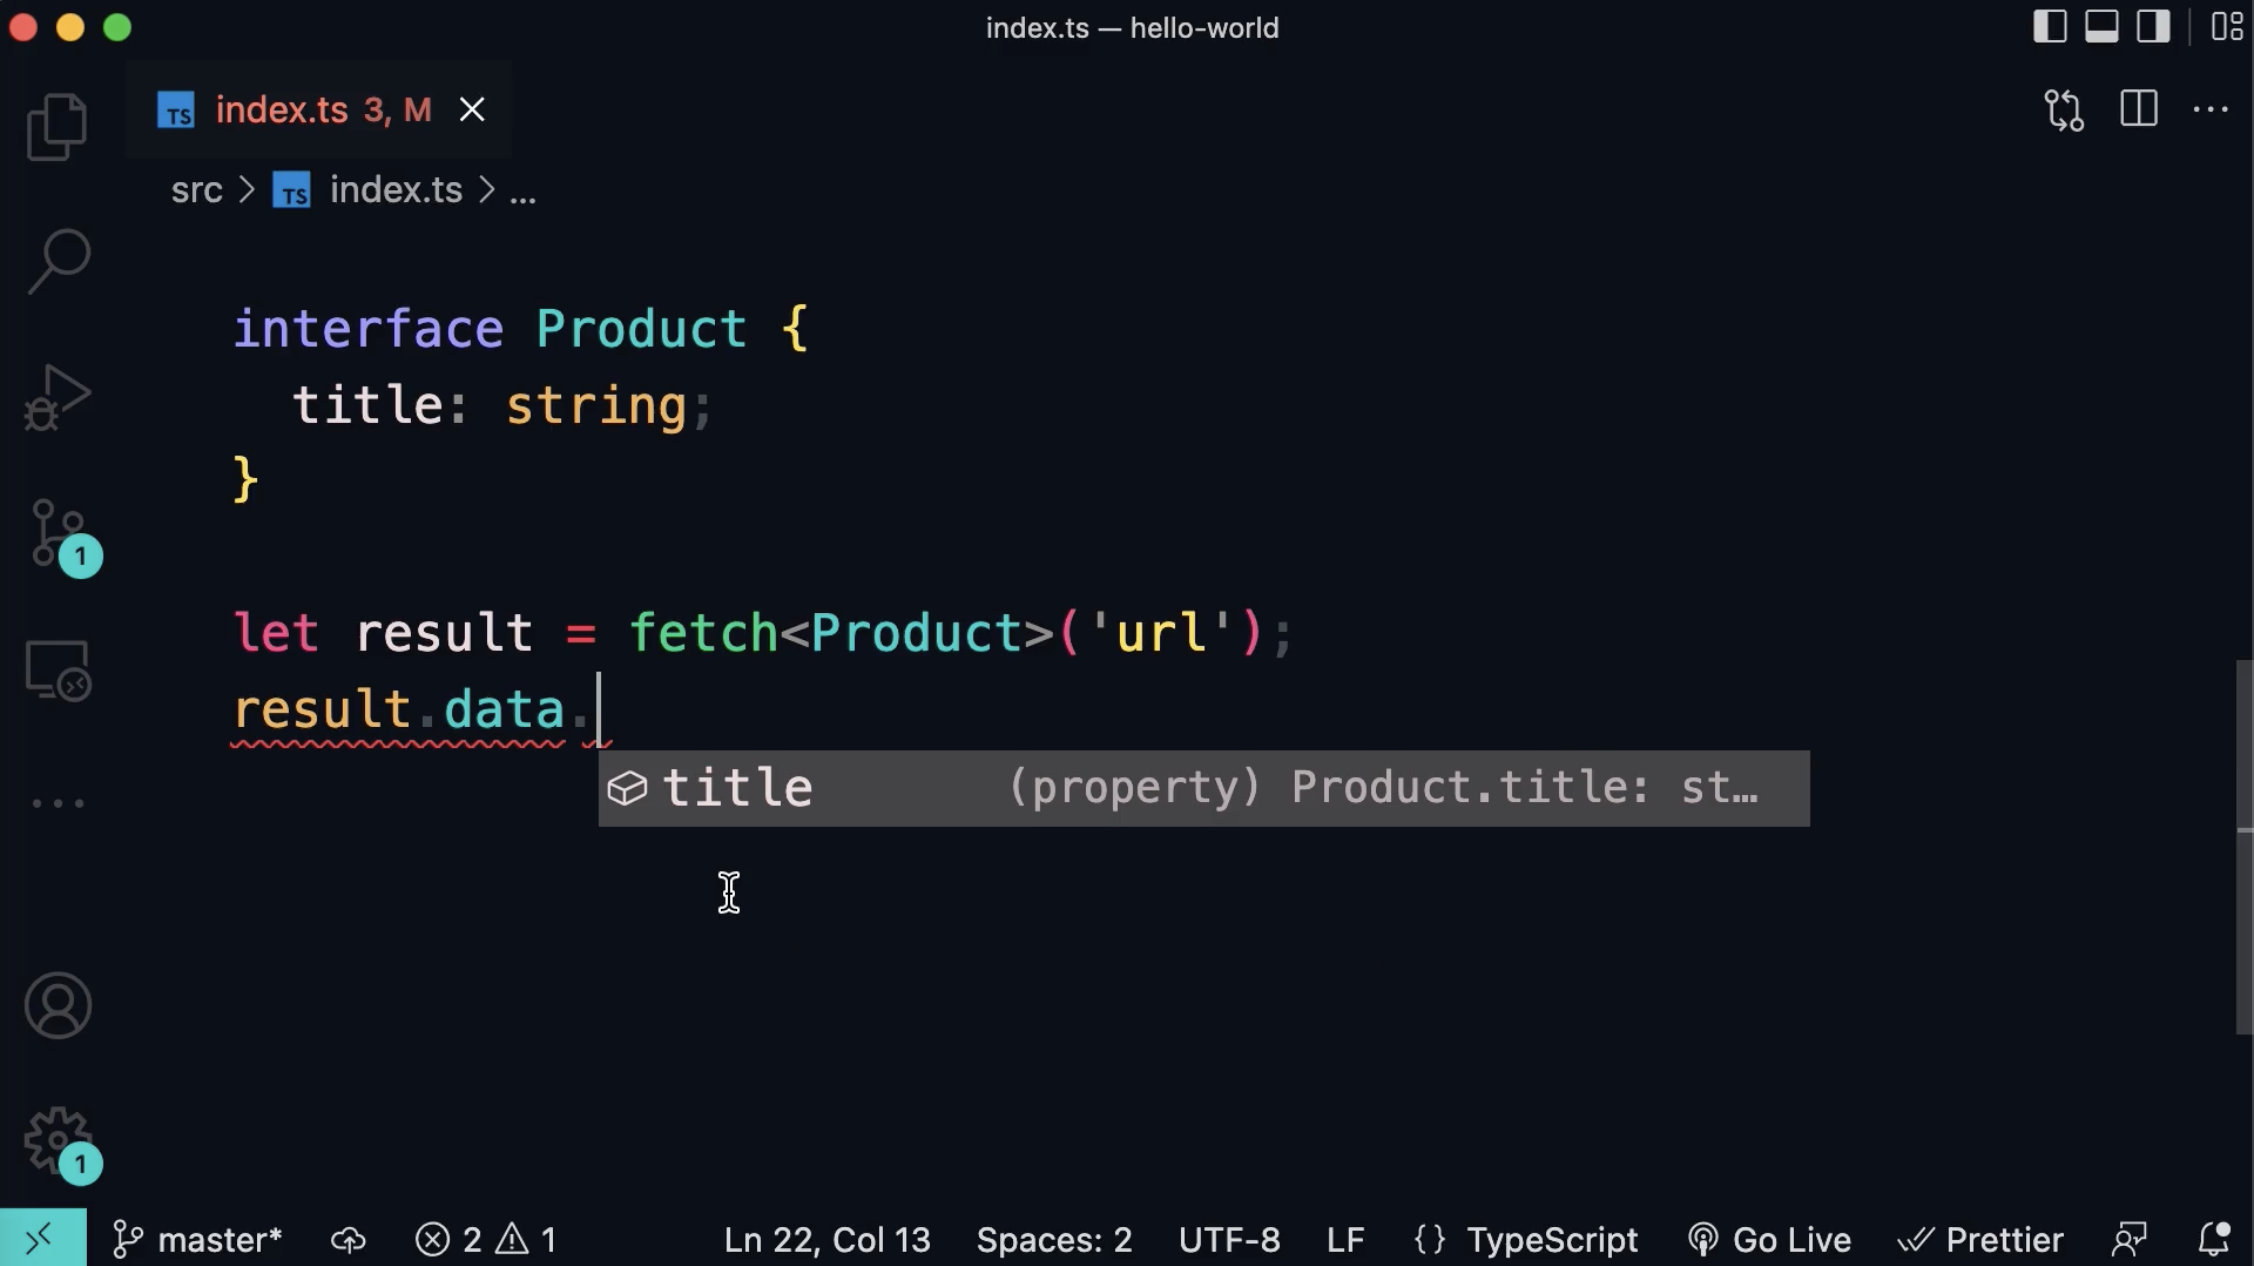 index.ts — hello-world
TS index.ts 3, M
src > TS index.ts > ...
interface Product {
title: string;
}
let result = fetch<Product>('url');
result.data.
title (property) Product.title: st…
1
1
master* 2 1 Ln 22, Col 13 Spaces: 2 UTF-8 LF {} TypeScript Go Live Prettier